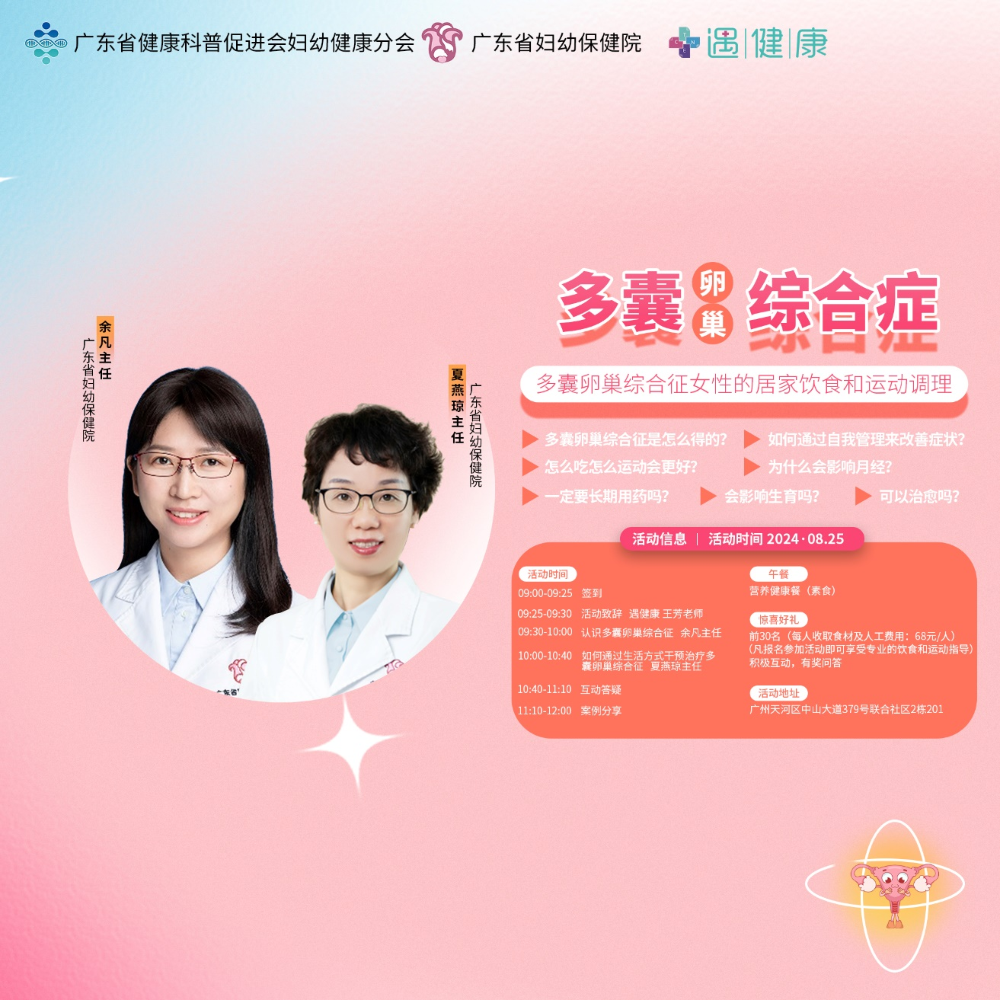 广东省健康科普促进会妇幼健康分会
广东省妇幼保健院
遇健康
多囊卵巢综合症
多囊卵巢综合征女性的居家饮食和运动调理
多囊卵巢综合征是怎么得的?
如何通过自我管理来改善症状?
怎么吃怎么运动会更好?
为什么会影响月经?
一定要长期用药吗?
会影响生育吗?
可以治愈吗?
余凡主任
广东省妇幼保健院
夏燕琼主任
广东省妇幼保健院
活动信息 | 活动时间 2024·08.25
活动时间
09:00-09:25 签到
09:25-09:30 活动致辞 遇健康 王芳老师
09:30-10:00 认识多囊卵巢综合征 余凡主任
10:00-10:40 如何通过生活方式干预治疗多
囊卵巢综合征 夏燕琼主任
10:40-11:10 互动答疑
11:10-12:00 案例分享
午餐
营养健康餐（素食）
惊喜好礼
前30名（每人收取食材及人工费用：68元/人）
（凡报名参加活动即可享受专业的饮食和运动指导）
积极互动，有奖问答
活动地址
广州天河区中山大道379号联合社区2栋201